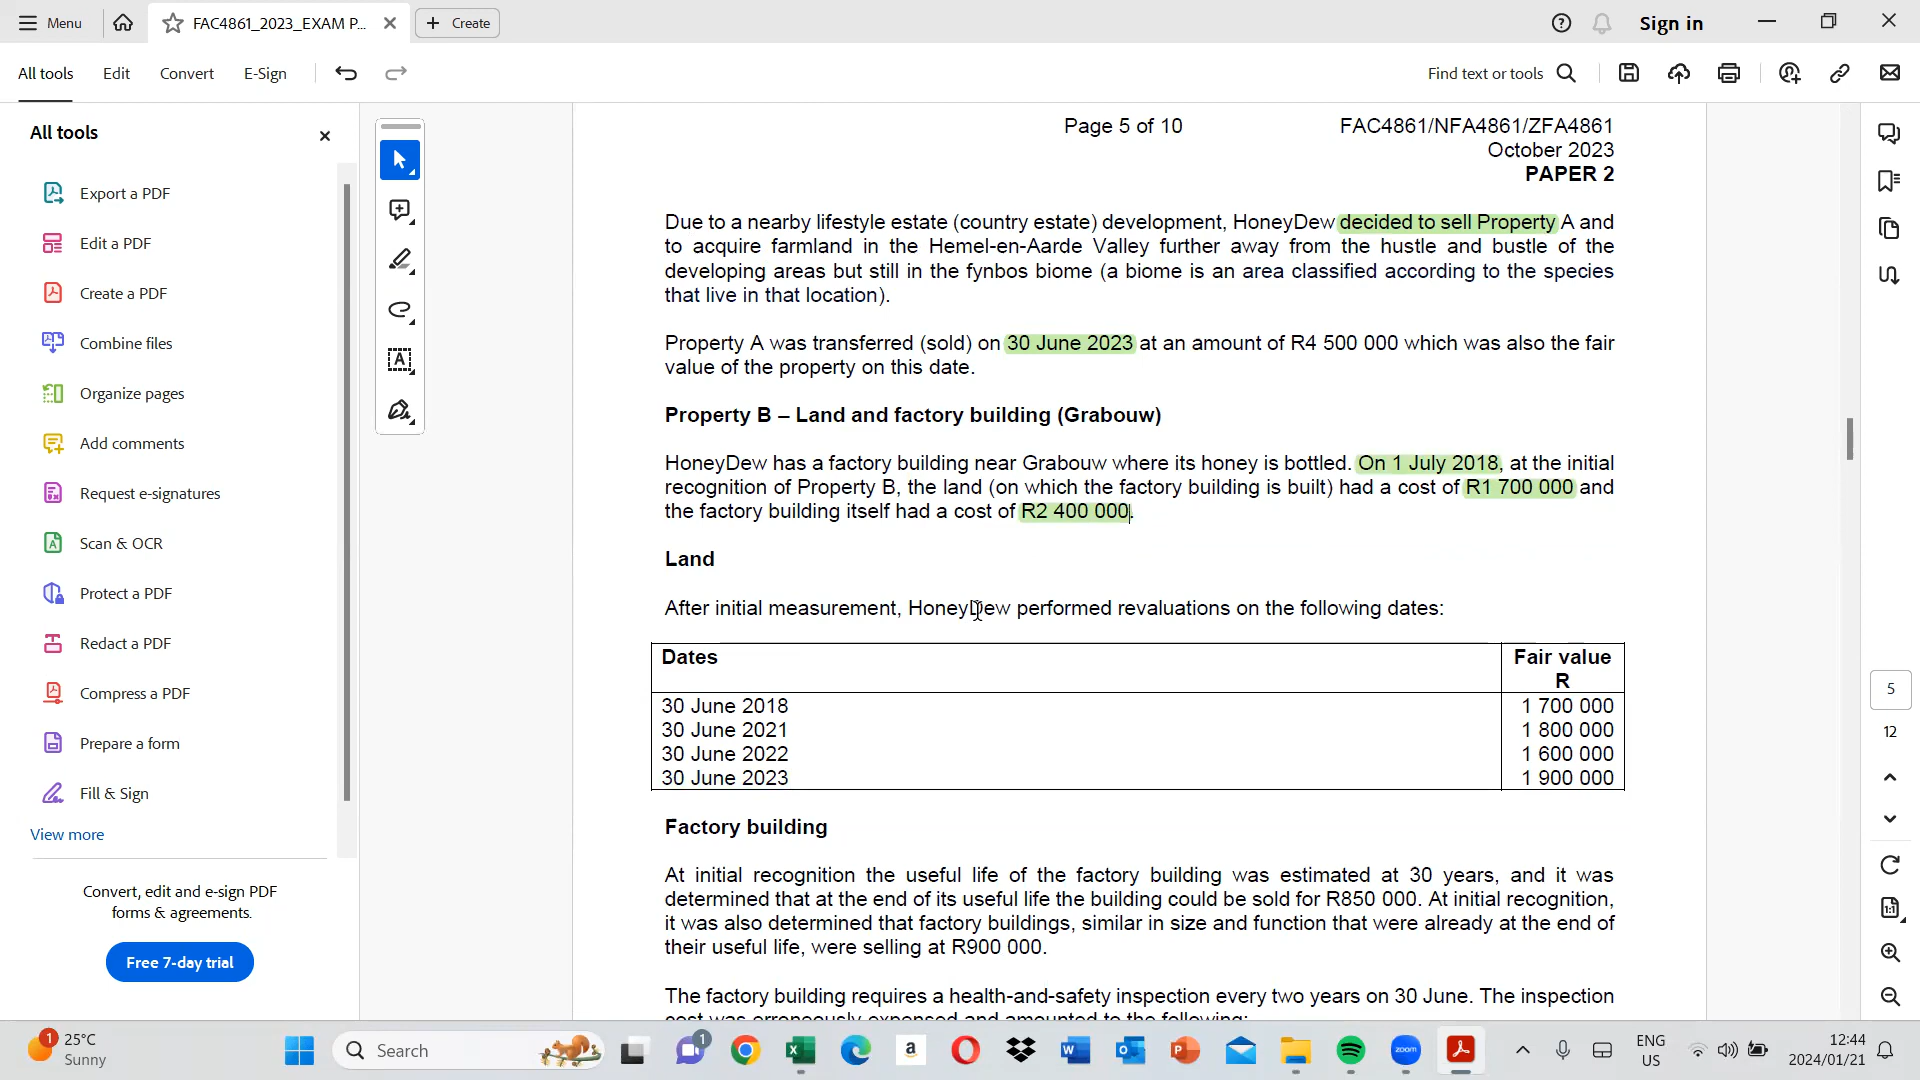 Menu
FAC4861_2023_EXAM P...
Create
Sign in
All tools
Edit
Convert
E-Sign
Find text or tools
All tools
Export a PDF
Edit a PDF
Create a PDF
Combine files
Organize pages
Add comments
Request e-signatures
Scan & OCR
Protect a PDF
Redact a PDF
Compress a PDF
Prepare a form
Fill & Sign
View more
Convert, edit and e-sign PDF
forms & agreements.
Free 7-day trial
Page 5 of 10
FAC4861/NFA4861/ZFA4861
October 2023
PAPER 2
Due to a nearby lifestyle estate (country estate) development, HoneyDew decided to sell Property A and
to acquire farmland in the Hemel-en-Aarde Valley further away from the hustle and bustle of the
developing areas but still in the fynbos biome (a biome is an area classified according to the species
that live in that location).
Property A was transferred (sold) on 30 June 2023 at an amount of R4 500 000 which was also the fair
value of the property on this date.
Property B – Land and factory building (Grabouw)
HoneyDew has a factory building near Grabouw where its honey is bottled. On 1 July 2018, at the initial
recognition of Property B, the land (on which the factory building is built) had a cost of R1 700 000 and
the factory building itself had a cost of R2 400 000.
Land
After initial measurement, HoneyDew performed revaluations on the following dates:
Dates
Fair value
R
30 June 2018 1 700 000
30 June 2021 1 800 000
30 June 2022 1 600 000
30 June 2023 1 900 000
Factory building
At initial recognition the useful life of the factory building was estimated at 30 years, and it was
determined that at the end of its useful life the building could be sold for R850 000. At initial recognition,
it was also determined that factory buildings, similar in size and function that were already at the end of
their useful life, were selling at R900 000.
The factory building requires a health-and-safety inspection every two years on 30 June. The inspection
cost was erroneously expensed and amounted to the following:
5
12
1
25°C
Sunny
Search
1
a
zoom
ENG
US
12:44
2024/01/21